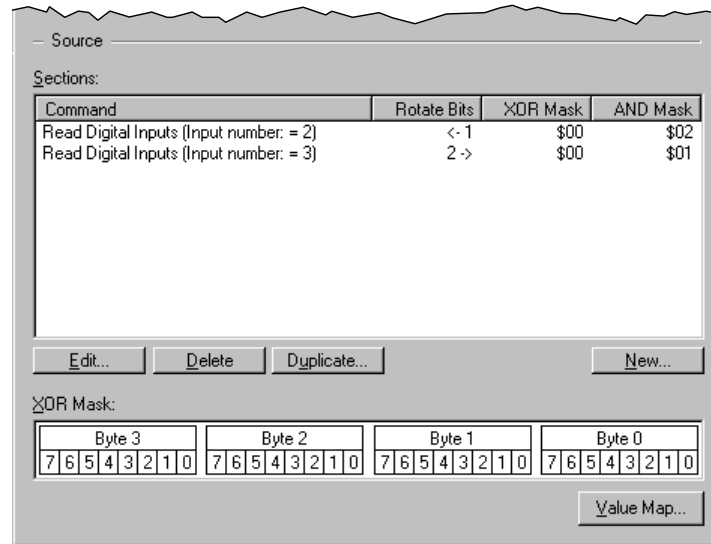 Source
Sections:
Command Rotate Bits XOR Mask AND Mask
Read Digital Inputs (Input number: = 2) <- 1 $00 $02
Read Digital Inputs (Input number: = 3) 2 -> $00 $01
Edit... Delete Duplicate... New...
XOR Mask:
Byte 3 Byte 2 Byte 1 Byte 0
7 6 5 4 3 2 1 0 7 6 5 4 3 2 1 0 7 6 5 4 3 2 1 0 7 6 5 4 3 2 1 0
Value Map...